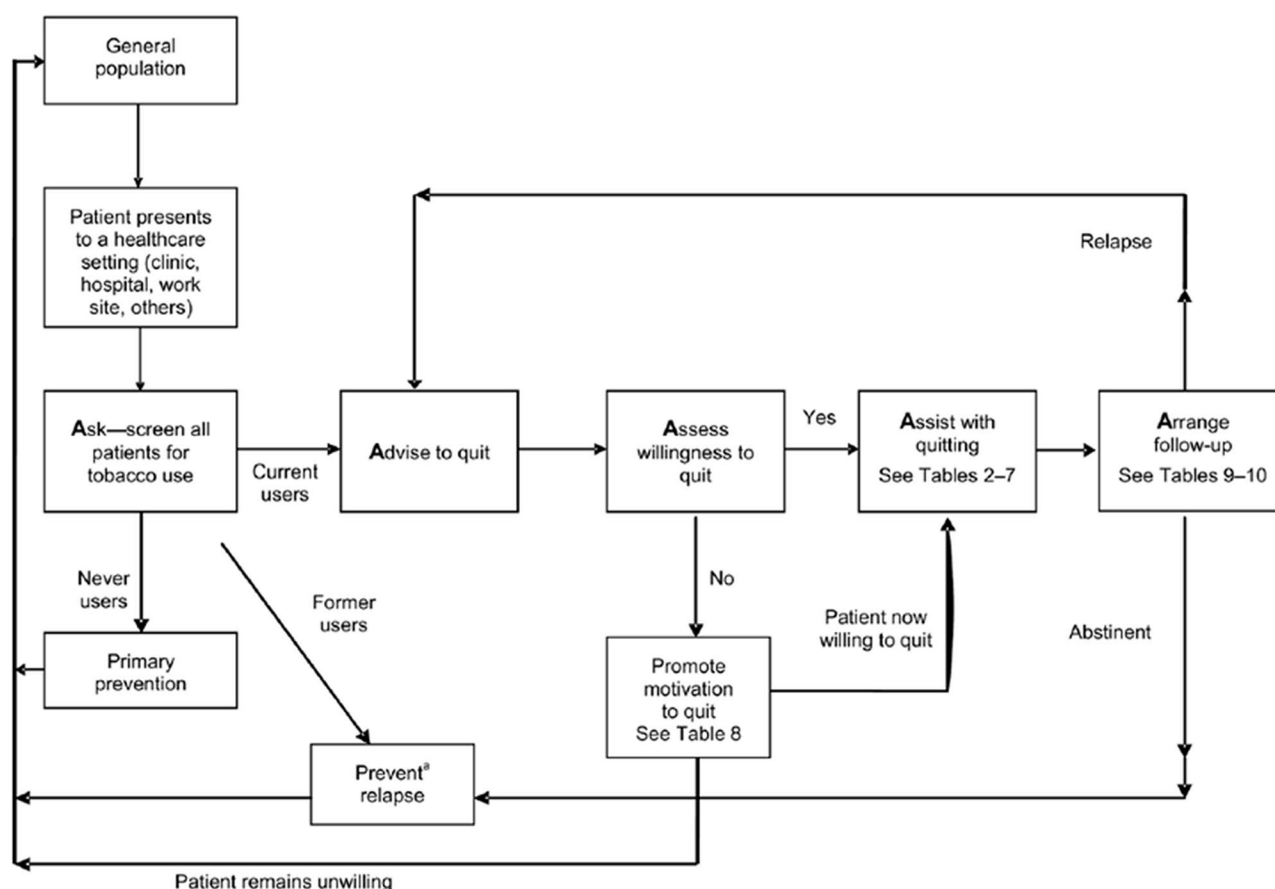 General
population
Patient presents
to a healthcare
setting (clinic,
hospital, work
site, others)
Relapse
Ask—screen all
patients for
tobacco use
Current
users
Advise to quit
Assess
willingness to
quit
Yes
Assist with
quitting
See Tables 2–7
Arrange
follow-up
See Tables 9–10
Never
users
Former
users
No
Patient now
willing to quit
Abstinent
Primary
prevention
Promote
motivation
to quit
See Table 8
Preventᵃ
relapse
Patient remains unwilling